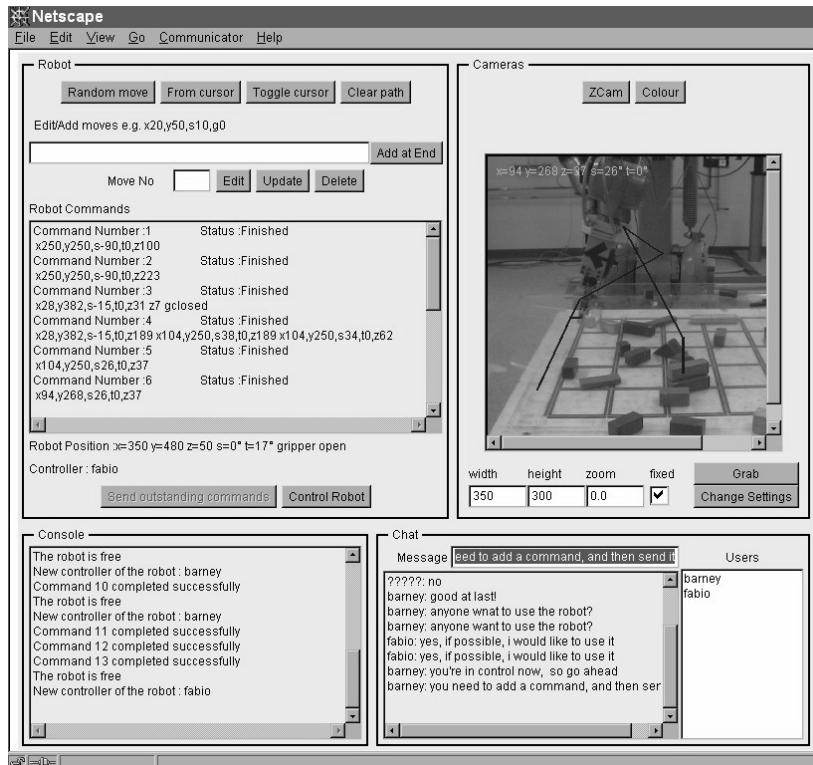 Netscape
File Edit View Go Communicator Help
Robot
Random move From cursor Toggle cursor Clear path
Edit/Add moves e.g. x20,y50,s10,g0
Add at End
Move No Edit Update Delete
Robot Commands
Command Number :1 Status :Finished
x250,y250,s-90,t0,z100
Command Number :2 Status :Finished
x250,y250,s-90,t0,z223
Command Number :3 Status :Finished
x28,y382,s-15,t0,z31 z7 gclosed
Command Number :4 Status :Finished
x28,y382,s-15,t0,z189 x104,y250,s38,t0,z189 x104,y250,s34,t0,z62
Command Number :5 Status :Finished
x104,y250,s26,t0,z37
Command Number :6 Status :Finished
x94,y268,s26,t0,z37
Robot Position :x=350 y=480 z=50 s=0° t=17° gripper open
Controller : fabio
Send outstanding commands Control Robot
Cameras
ZCam Colour
x=94 y=268 z=37 s=26° t=0°
width height zoom fixed Grab
350 300 0.0 Change Settings
Console
The robot is free
New controller of the robot : barney
Command 10 completed successfully
The robot is free
New controller of the robot : barney
Command 11 completed successfully
Command 12 completed successfully
Command 13 completed successfully
The robot is free
New controller of the robot : fabio
Chat
Message eed to add a command, and then send it Users
?????: no
barney: good at last!
barney: anyone wnat to use the robot?
barney: anyone want to use the robot?
fabio: yes, if possible, i would like to use it
fabio: yes, if possible, i would like to use it
barney: you're in control now, so go ahead
barney: you need to add a command, and then ser
barney
fabio